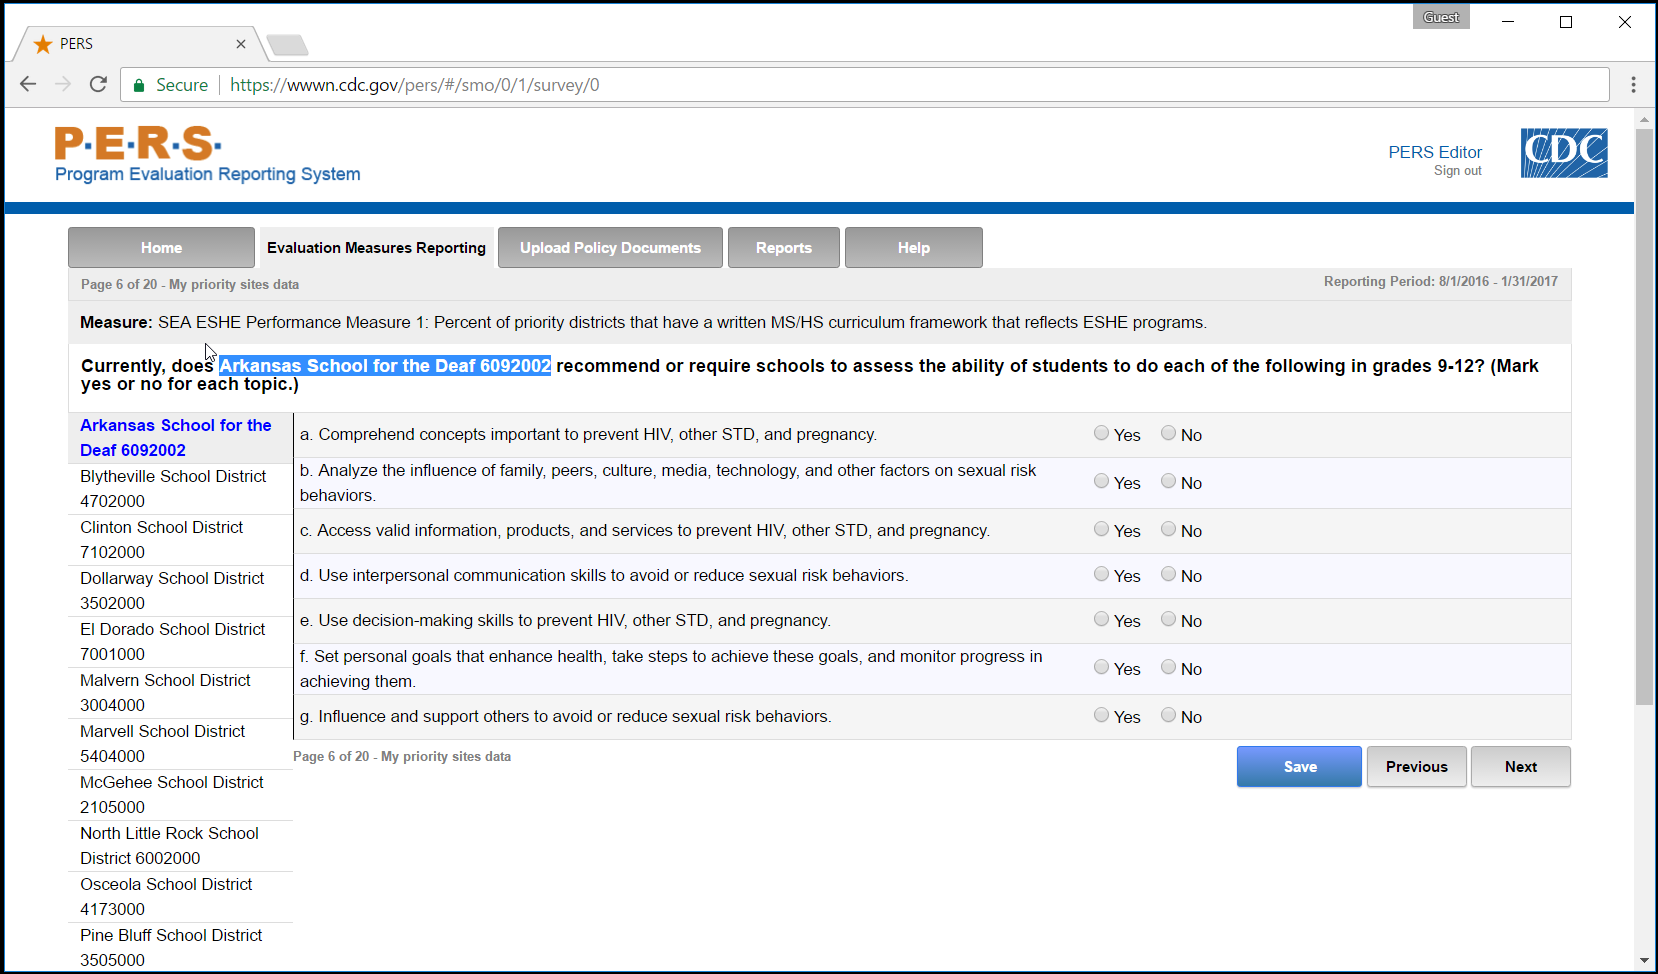 Guest
PERS
Secure
https://wwwn.cdc.gov/pers/#/smo/0/1/survey/0
P·E·R·S·
Program Evaluation Reporting System
PERS Editor
Sign out
CDC
Home
Evaluation Measures Reporting
Upload Policy Documents
Reports
Help
Page 6 of 20 - My priority sites data
Reporting Period: 8/1/2016 - 1/31/2017
Measure: SEA ESHE Performance Measure 1: Percent of priority districts that have a written MS/HS curriculum framework that reflects ESHE programs.
Currently, does Arkansas School for the Deaf 6092002 recommend or require schools to assess the ability of students to do each of the following in grades 9-12? (Mark
yes or no for each topic.)
Arkansas School for the
Deaf 6092002
Blytheville School District
4702000
Clinton School District
7102000
Dollarway School District
3502000
El Dorado School District
7001000
Malvern School District
3004000
Marvell School District
5404000
McGehee School District
2105000
North Little Rock School
District 6002000
Osceola School District
4173000
Pine Bluff School District
3505000
a. Comprehend concepts important to prevent HIV, other STD, and pregnancy.
Yes No
b. Analyze the influence of family, peers, culture, media, technology, and other factors on sexual risk
behaviors.
Yes No
c. Access valid information, products, and services to prevent HIV, other STD, and pregnancy.
Yes No
d. Use interpersonal communication skills to avoid or reduce sexual risk behaviors.
Yes No
e. Use decision-making skills to prevent HIV, other STD, and pregnancy.
Yes No
f. Set personal goals that enhance health, take steps to achieve these goals, and monitor progress in
achieving them.
Yes No
g. Influence and support others to avoid or reduce sexual risk behaviors.
Yes No
Page 6 of 20 - My priority sites data
Save
Previous
Next